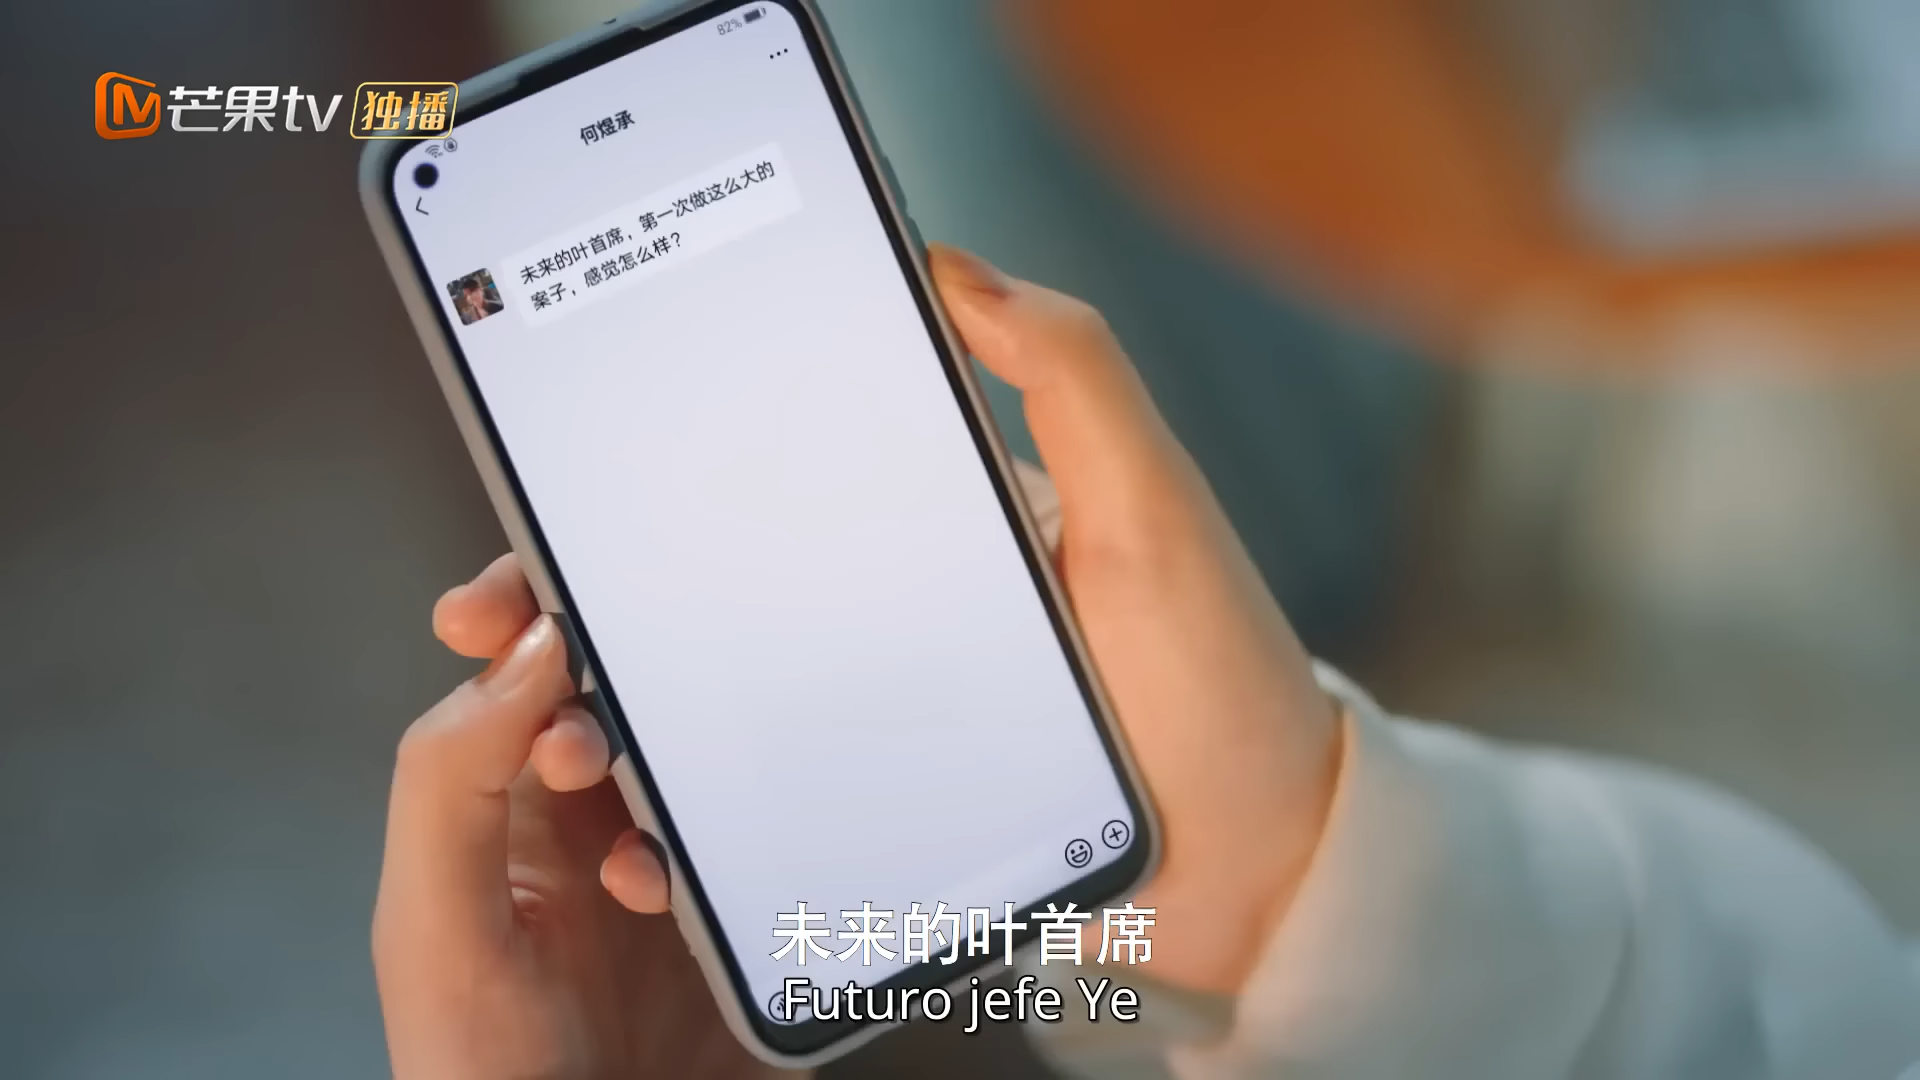 芒果tv 独播
82%
何煜承
未来的叶首席，第一次做这么大的
案子，感觉怎么样？
未来的叶首席
Futuro jefe Ye